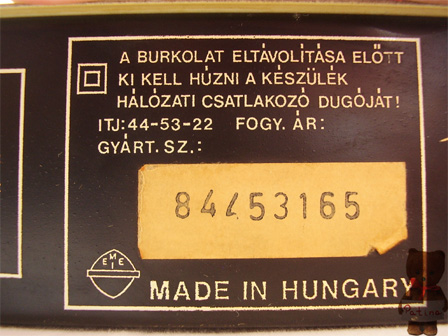 A BURKOLAT ELTÁVOLÍTÁSA ELŐTT
KI KELL HÚZNI A KÉSZÜLÉK
HÁLÓZATI CSATLAKOZÓ DUGÓJÁT!
ITJ:44-53-22 FOGY. ÁR:
GYÁRT. SZ.:
84453165
MADE IN HUNGARY
Patina